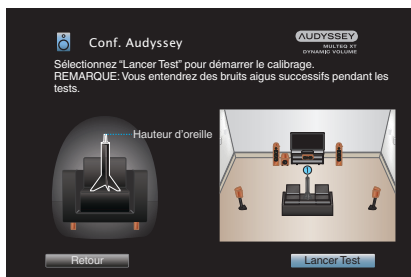 Conf. Audyssey
AUDYSSEY
MULTEQ XT
DYNAMIC VOLUME
Sélectionnez “Lancer Test” pour démarrer le calibrage.
REMARQUE: Vous entendrez des bruits aigus successifs pendant les
tests.
Hauteur d’oreille
1
Retour
Lancer Test